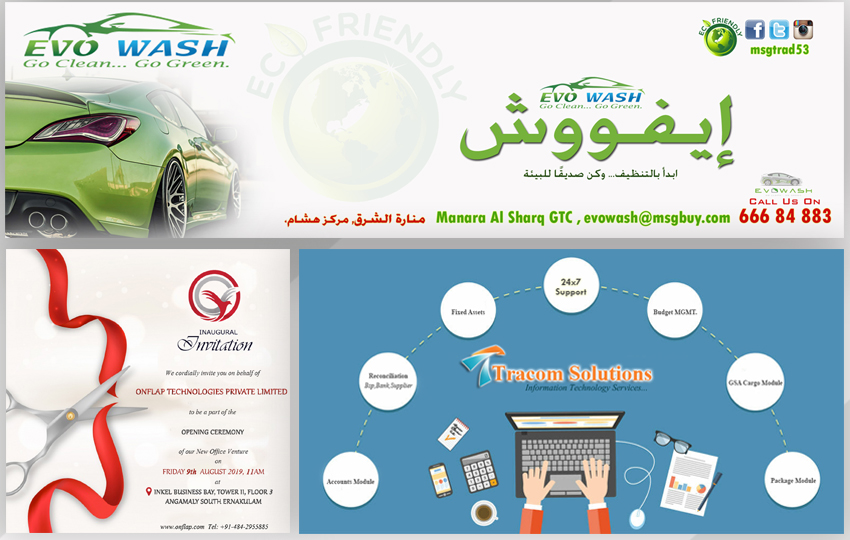 EVO WASH
Go Clean... Go Green.
ECO FRIENDLY
ECO FRIENDLY
msgtrad53
EVO WASH
Go Clean... Go Green.
إيفووش
ابدأ بالتنظيف... وكن صديقًا للبيئة
EVOWASH
CALL US ON
منارة الشرق, مركز هشام. Manara Al Sharq GTC , evowash@msgbuy.com 666 84 883
INAUGURAL
Invitation
We cordially invite you on behalf of
ONFLAP TECHNOLOGIES PRIVATE LIMITED
to be a part of the
OPENING CEREMONY
of our New Office Venture
on
FRIDAY 9th AUGUST 2019, 11AM
at
INKEL BUSINESS BAY, TOWER II, FLOOR 3
ANGAMALY SOUTH ERNAKULAM
www.onflap.com Tel: +91-484-2955885
24x7
Support
Fixed Assets
Budget MGMT.
Reconciliation
Bsp,Bank,Supplier
Tracom Solutions
Information Technology Services...
GSA Cargo Module
Accounts Module
Package Module